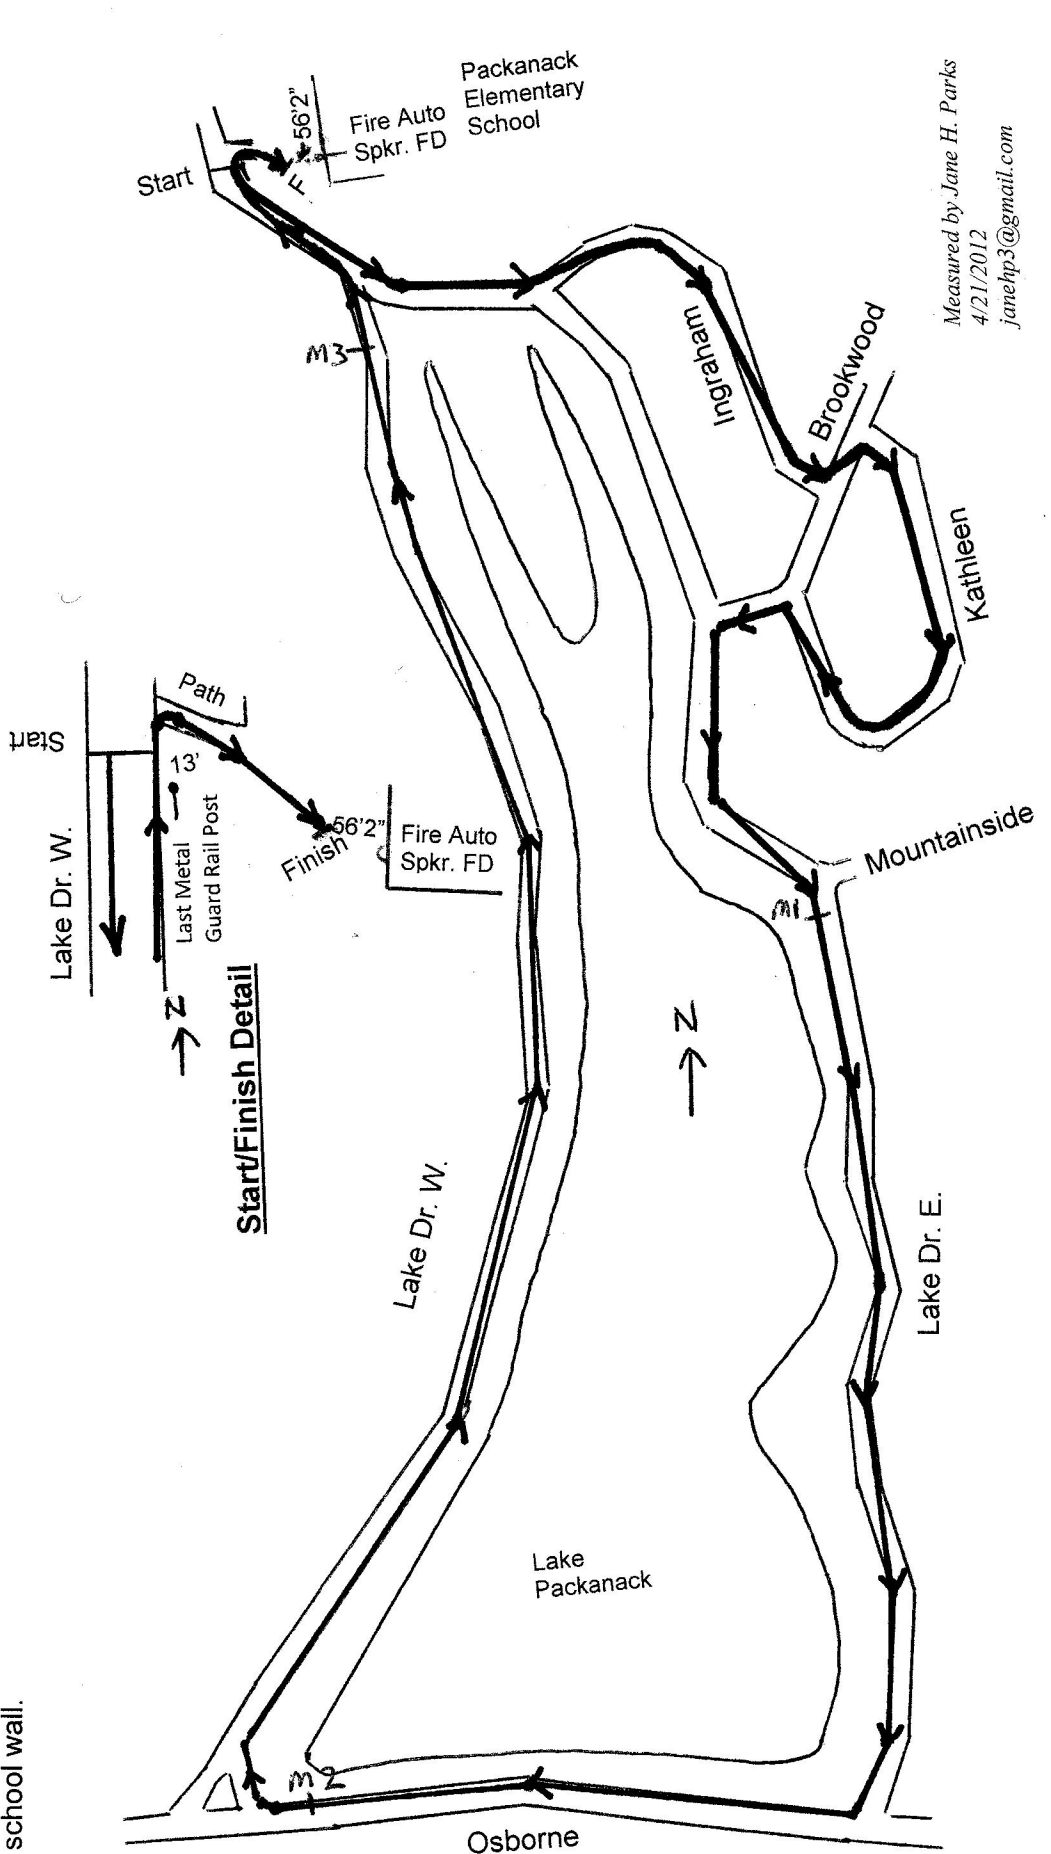 Start
F
56'2"
Fire Auto
Spkr. FD
Packanack
Elementary
School
Measured by Jane H. Parks
4/21/2012
janehp3@gmail.com
M3
Ingraham
Brookwood
Kathleen
Mountainside
M1
Start
Lake Dr. W.
Path
13'
Last Metal
Guard Rail Post
56'2"
Finish
Fire Auto
Spkr. FD
N
Start/Finish Detail
N
Lake Dr. W.
Lake Dr. E.
Lake
Packanack
M2
Osborne
school wall.